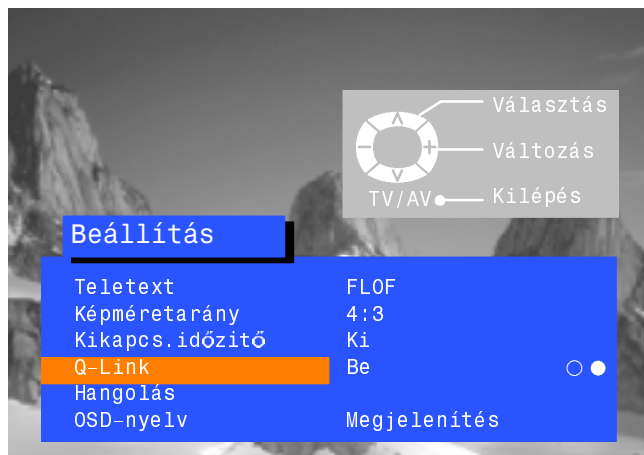 Választás
Változás
TV/AV Kilépés
Beállítás
Teletext FLOF
Képméretarány 4:3
Kikapcs.időzitő Ki
Q-Link Be
Hangolás
OSD-nyelv Megjelenítés